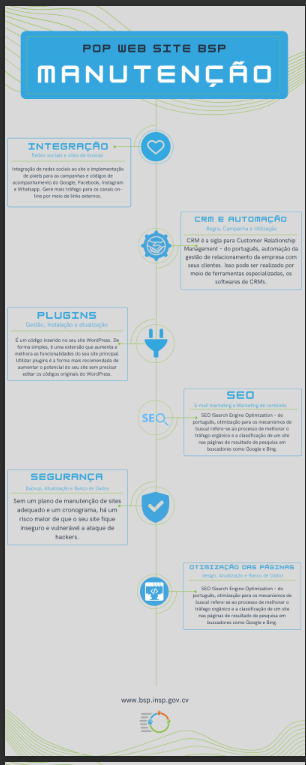 POP WEB SITE BSP
MANUTENÇÃO
INTEGRAÇÃO
Redes sociais e sites de buscas
Integração de redes sociais ao site e implementação
de pixels para as campanhas e códigos de
acompanhamento do Google, Facebook, Instagram
e Whatsapp. Gere mais tráfego para os canais on-
line por meio de links externos.
CRM E AUTOMAÇÃO
Regra, Campanha e Utilização
CRM é a sigla para Customer Relationship
Management - do português, automação da
gestão de relacionamento da empresa com
seus clientes. Isso pode ser realizado por
meio de ferramentas especializadas, os
softwares de CRMs.
PLUGINS
Gestão, instalação e atualização
É um código inserido no seu site WordPress. De
forma simples, é uma extensão que aumenta e
melhora as funcionalidades do seu site principal.
Utilizar plugins é a forma mais recomendada de
aumentar o potencial do seu site sem precisar
editar os códigos originais do WordPress.
SEO
E-mail marketing e Marketing de conteúdo
SEO (Search Engine Optimization - do
português, otimização para os mecanismos de
busca) refere-se ao processo de melhorar o
tráfego orgânico e a classificação de um site
nas páginas de resultado de pesquisa em
buscadores como Google e Bing.
SEO
SEGURANÇA
Backup, Atualização e Banco de Dados
Sem um plano de manutenção de sites
adequado e um cronograma, há um
risco maior de que o seu site fique
inseguro e vulnerável a ataque de
hackers.
OTIMIZAÇÃO DAS PÁGINAS
Design, Atualização e Banco de Dados
SEO (Search Engine Optimization - do
português, otimização para os mecanismos de
busca) refere-se ao processo de melhorar o
tráfego orgânico e a classificação de um site
nas páginas de resultado de pesquisa em
buscadores como Google e Bing.
www.bsp.insp.gov.cv